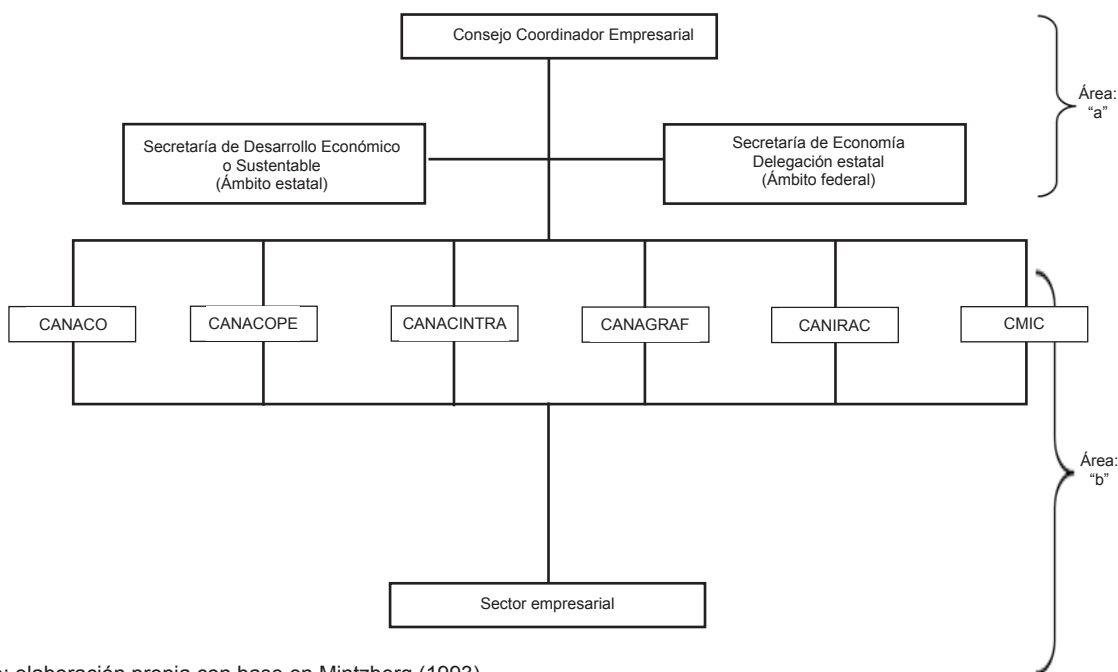 Consejo Coordinador Empresarial
Área:
"a"
Secretaría de Desarrollo Económico
o Sustentable
(Ámbito estatal)
Secretaría de Economía
Delegación estatal
(Ámbito federal)
CANACO
CANACOPE
CANACINTRA
CANAGRAF
CANIRAC
CMIC
Área:
"b"
Sector empresarial
elaboración propia con base en Mintzberg (1993)